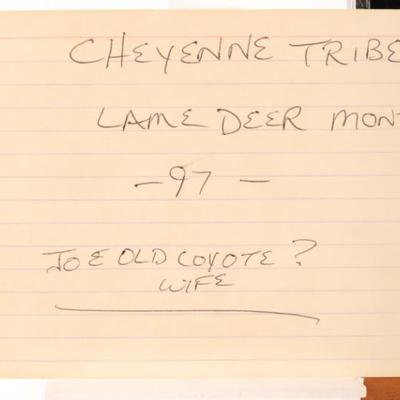 CHEYENNE TRIBE
LAME DEER MONT
- 97 -
JOE OLD COYOTE ?
WIFE